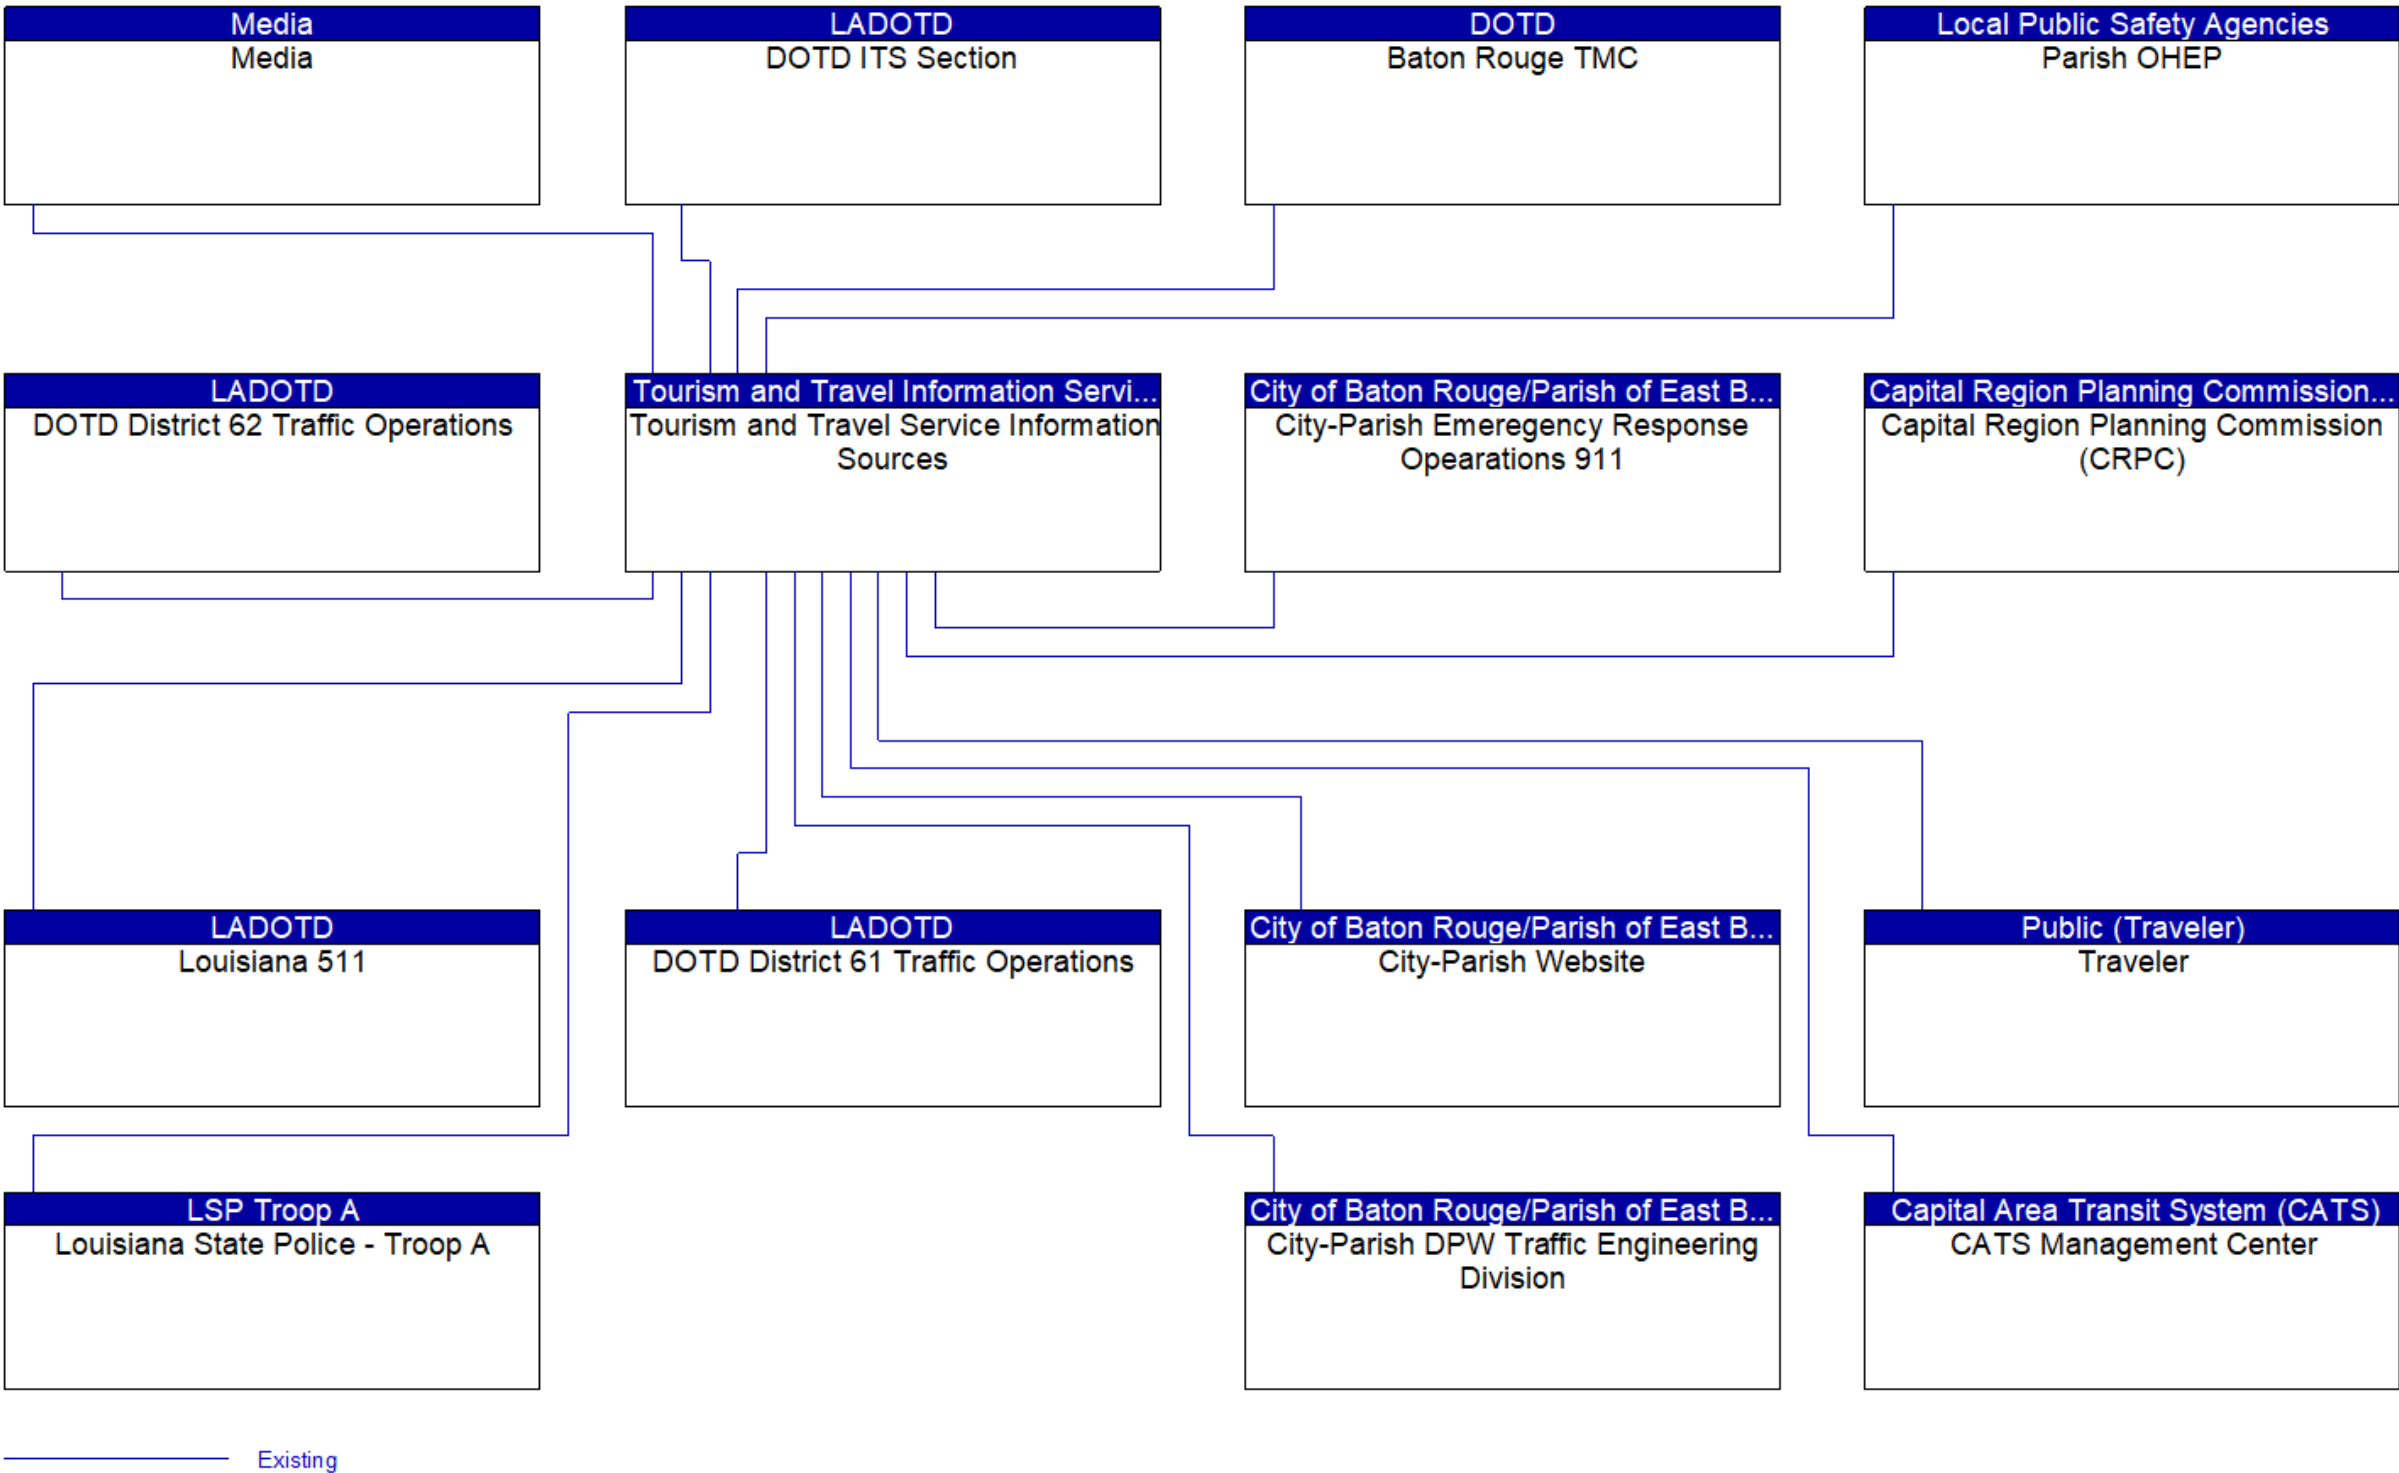 Media
Media
LADOTD
DOTD ITS Section
DOTD
Baton Rouge TMC
Local Public Safety Agencies
Parish OHEP
LADOTD
DOTD District 62 Traffic Operations
Tourism and Travel Information Servi...
Tourism and Travel Service Information
Sources
City of Baton Rouge/Parish of East B...
City-Parish Emeregency Response
Opearations 911
Capital Region Planning Commission...
Capital Region Planning Commission
(CRPC)
LADOTD
Louisiana 511
LADOTD
DOTD District 61 Traffic Operations
City of Baton Rouge/Parish of East B...
City-Parish Website
Public (Traveler)
Traveler
LSP Troop A
Louisiana State Police - Troop A
City of Baton Rouge/Parish of East B...
City-Parish DPW Traffic Engineering
Division
Capital Area Transit System (CATS)
CATS Management Center
Existing